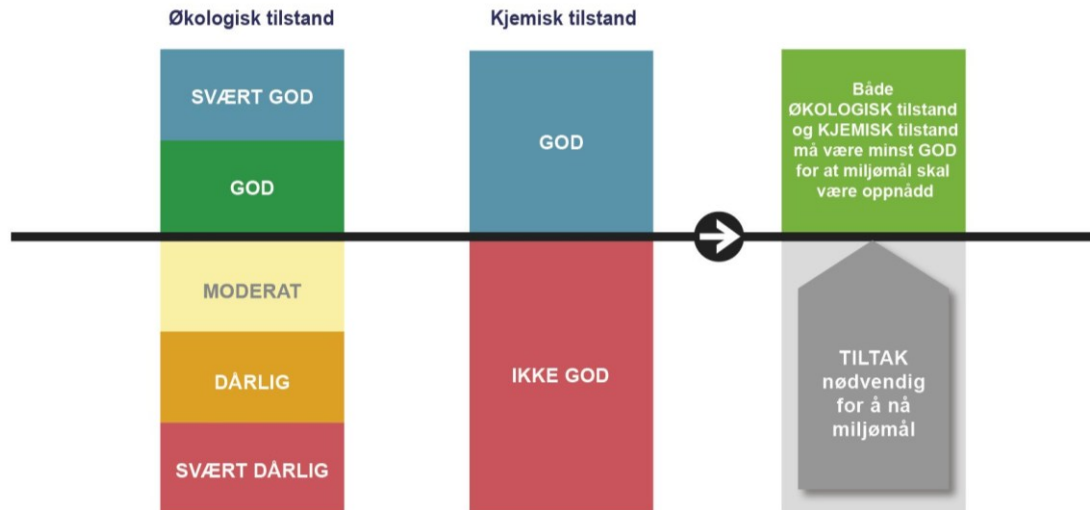 Økologisk tilstand
SVÆRT GOD
GOD
MODERAT
DÅRLIG
SVÆRT DÅRLIG
Kjemisk tilstand
GOD
IKKE GOD
Både
ØKOLOGISK tilstand
og KJEMISK tilstand
må være minst GOD
for at miljømål skal
være oppnådd
TILTAK
nødvendig
for å nå
miljømål